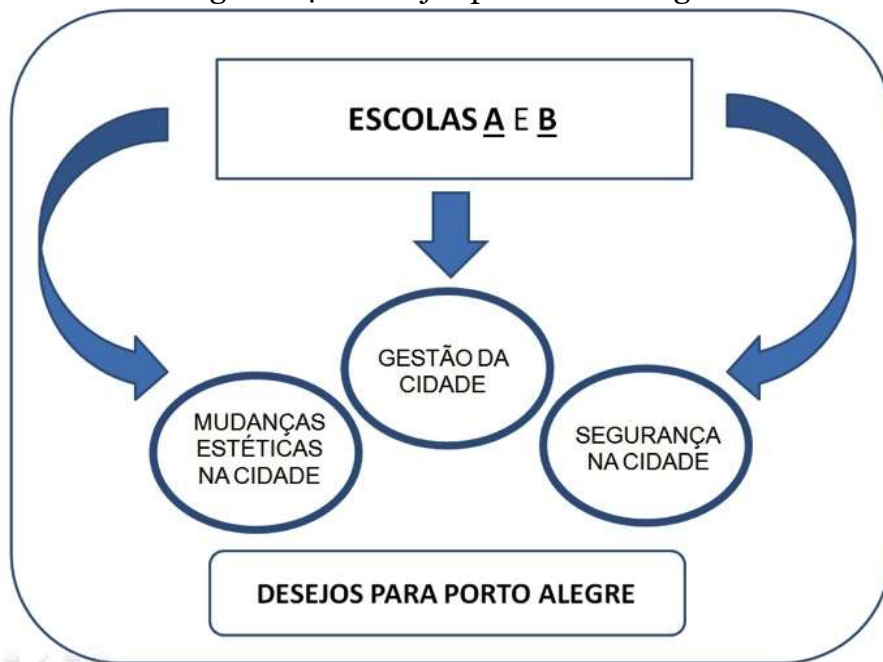 ESCOLAS A E B
GESTÃO DA
CIDADE
MUDANÇAS
ESTÉTICAS
NA CIDADE
SEGURANÇA
NA CIDADE
DESEJOS PARA PORTO ALEGRE